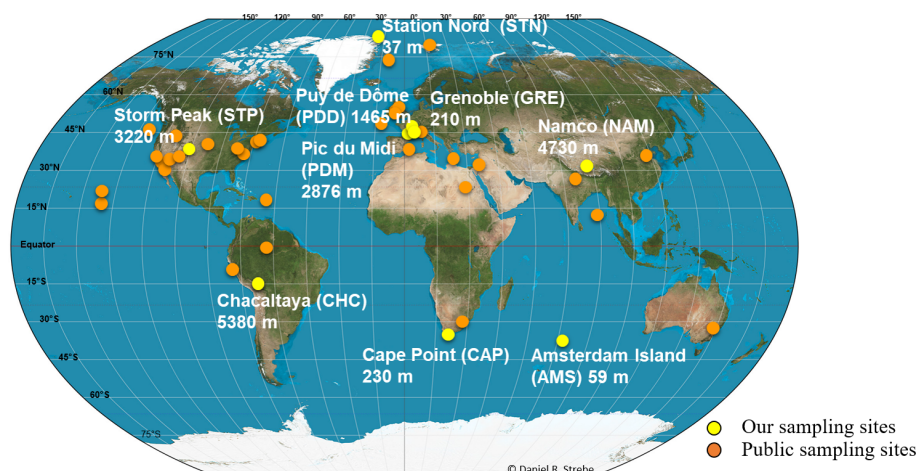 150° 120° 90° 60° 30° 0° 30° 60° 90° 120° 150°
Station Nord (STN)
37 m
75°N
60°N
Puy de Dôme
(PDD) 1465 m
Grenoble (GRE)
210 m
Storm Peak (STP)
3220 m
45°N
Namco (NAM)
4730 m
Pic du Midi
(PDM)
2876 m
30°N
15°N
Equator
15°S
Chacaltaya (CHC)
5380 m
30°S
Cape Point (CAP)
230 m
Amsterdam Island
(AMS) 59 m
45°S
60°S
75°S
Our sampling sites
Public sampling sites
© Daniel R. Strebe